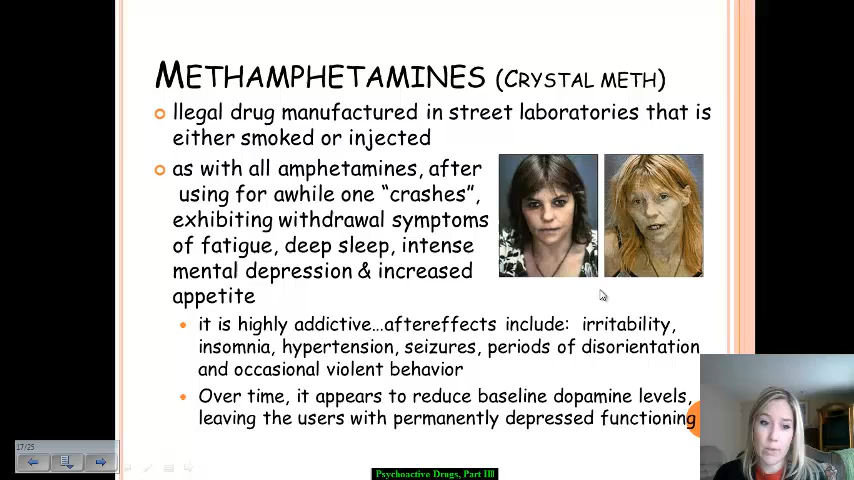 METHAMPHETAMINES (CRYSTAL METH)
llegal drug manufactured in street laboratories that is
either smoked or injected
as with all amphetamines, after
using for awhile one “crashes”,
exhibiting withdrawal symptoms
of fatigue, deep sleep, intense
mental depression & increased
appetite
it is highly addictive…aftereffects include: irritability,
insomnia, hypertension, seizures, periods of disorientation
and occasional violent behavior
Over time, it appears to reduce baseline dopamine levels,
leaving the users with permanently depressed functioning
17/25
Psychoactive Drugs, Part III